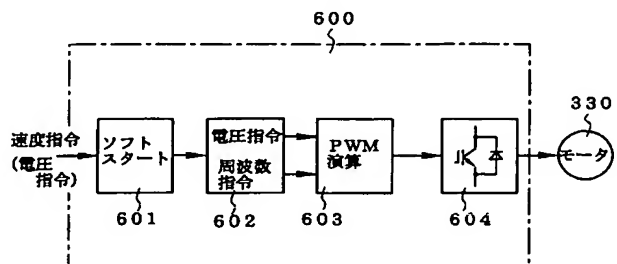 600
330
速度指令
(電圧
指令)
ソフト
スタート
電圧指令
周波数
指令
PWM
演算
モータ
601
602
603
604